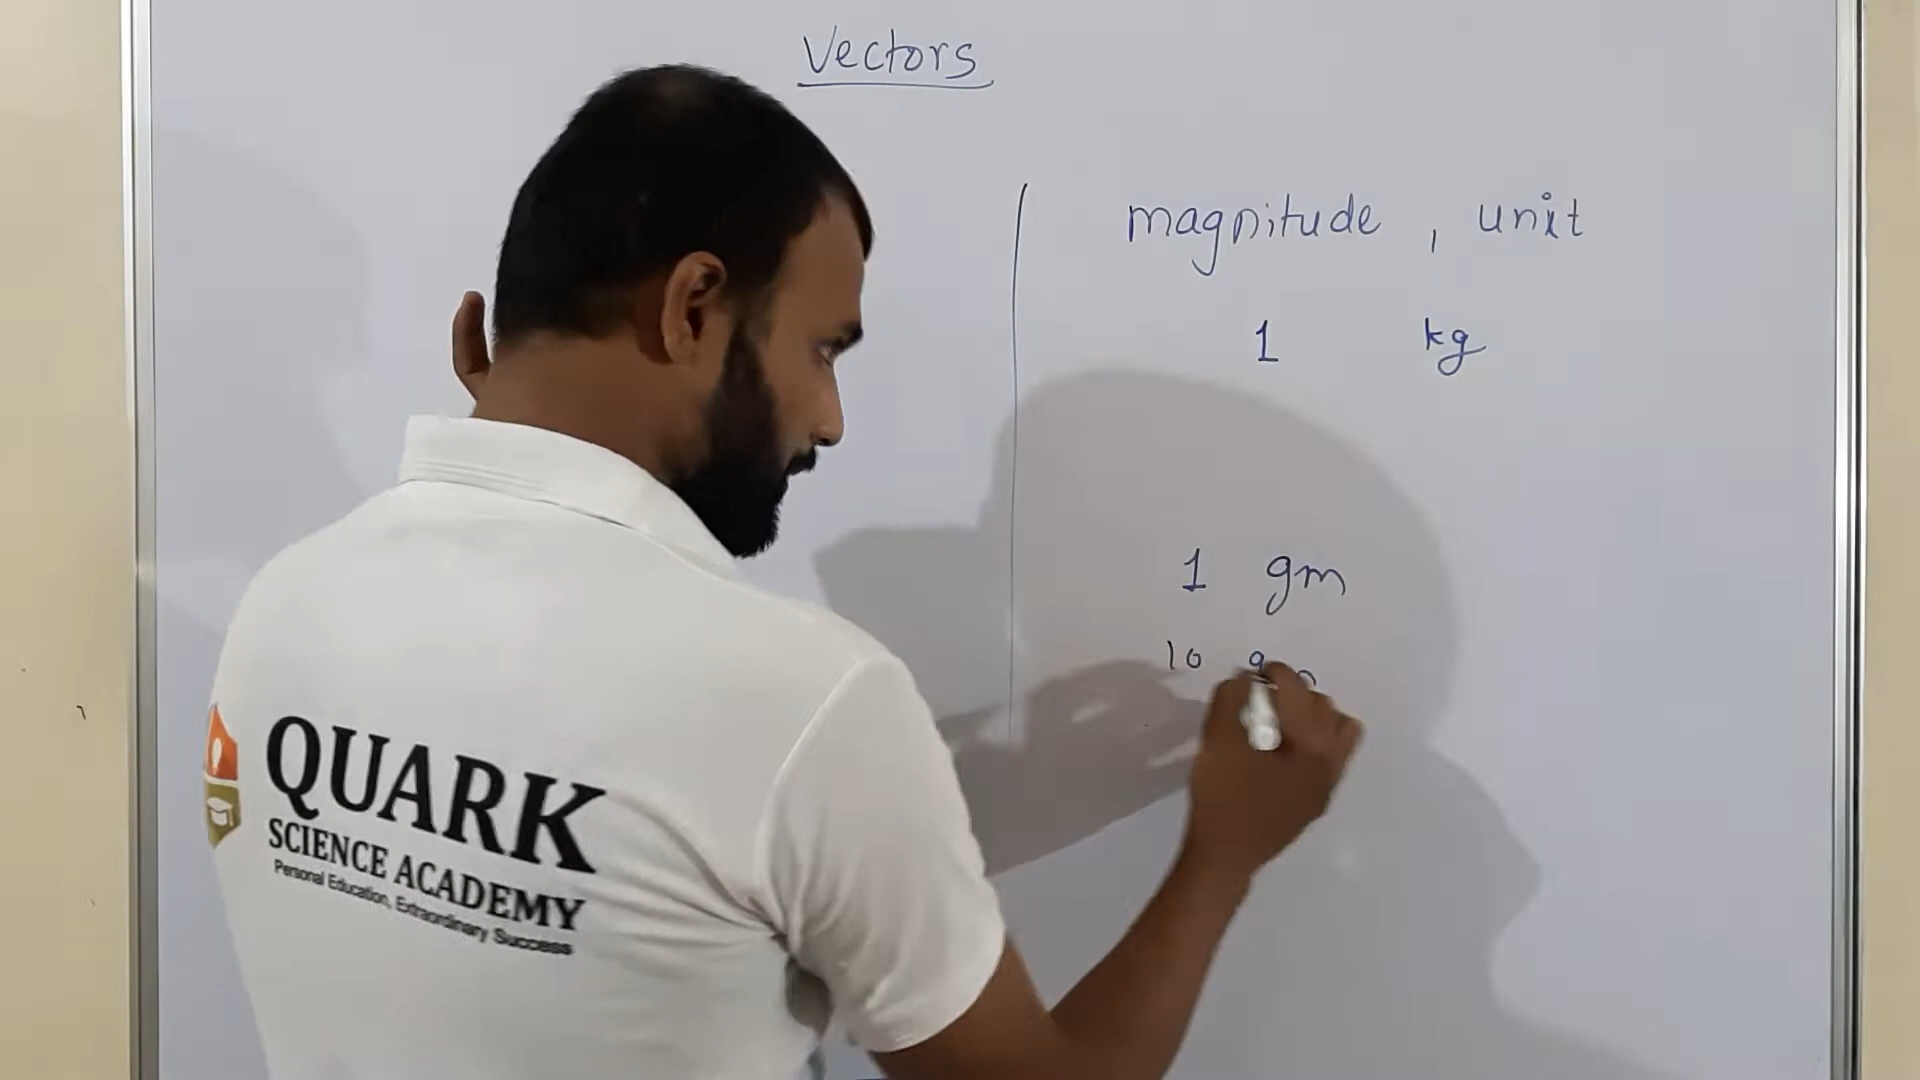 Vectors
magnitude , unit
1 kg
1 gm
10
QUARK
SCIENCE ACADEMY
Personal Education, Extraordinary Success